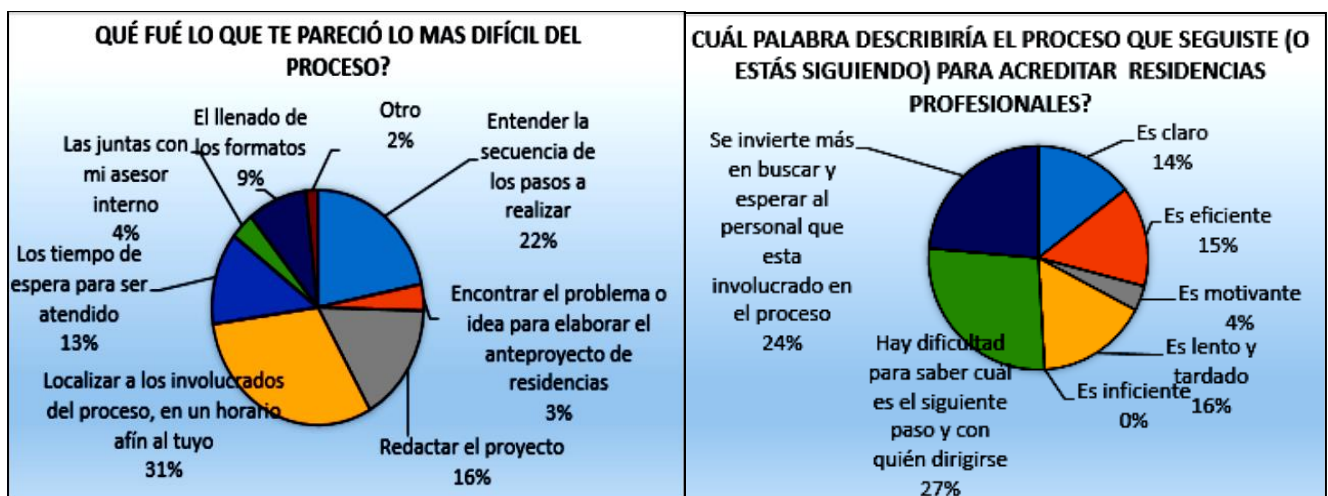 QUÉ FUÉ LO QUE TE PARECIÓ LO MAS DIFÍCIL DEL
PROCESO?
Otro
2%
Entender la
secuencia de
los pasos a
realizar
22%
Encontrar el problema o
idea para elaborar el
anteproyecto de
residencias
3%
Redactar el proyecto
16%
Localizar a los involucrados
del proceso, en un horario
afín al tuyo
31%
Los tiempo de
espera para ser
atendido
13%
Las juntas con
mi asesor
interno
4%
El llenado de
los formatos
9%
CUÁL PALABRA DESCRIBIRÍA EL PROCESO QUE SEGUISTE (O
ESTÁS SIGUIENDO) PARA ACREDITAR RESIDENCIAS
PROFESIONALES?
Es claro
14%
Es eficiente
15%
Es motivante
4%
Es lento y
tardado
16%
Es inficiente
0%
Hay dificultad
para saber cuál
es el siguiente
paso y con
quién dirigirse
27%
Se invierte más
en buscar y
esperar al
personal que
esta
involucrado en
el proceso
24%